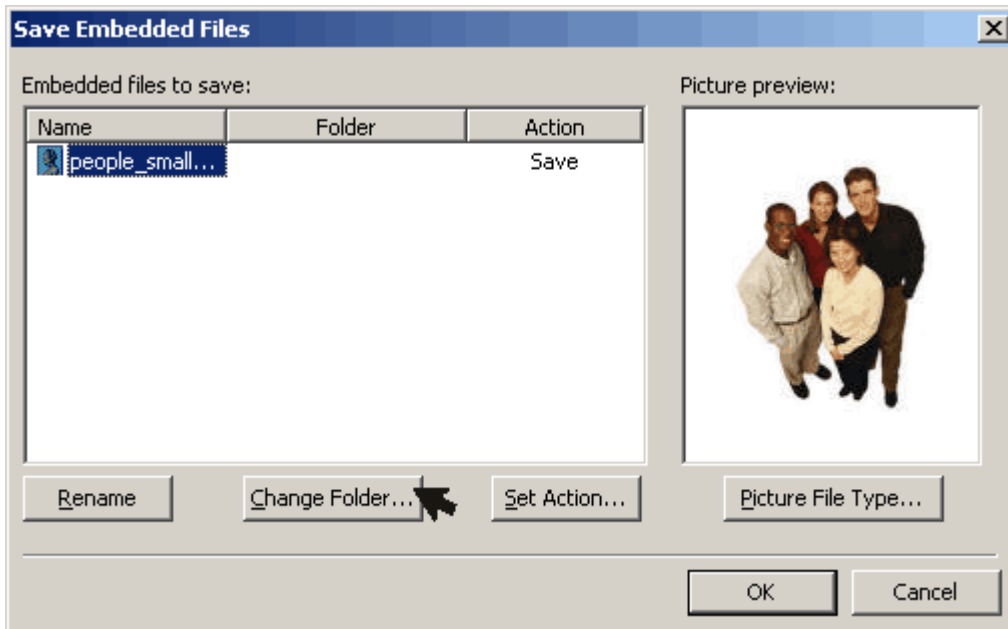 Save Embedded Files
Embedded files to save:
Picture preview:
Name Folder Action
people_small... Save
Rename Change Folder... Set Action... Picture File Type...
OK Cancel